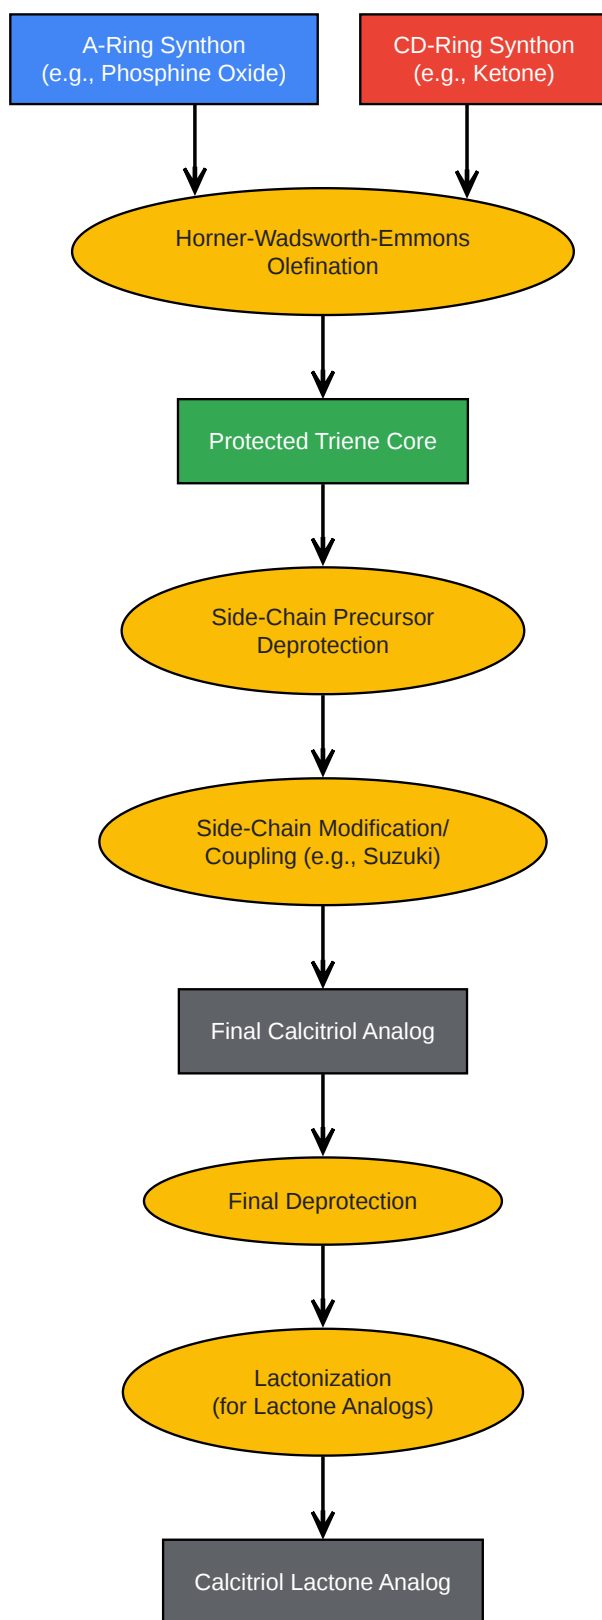 A-Ring Synthon
(e.g., Phosphine Oxide)
CD-Ring Synthon
(e.g., Ketone)
Horner-Wadsworth-Emmons
Olefination
Protected Triene Core
Side-Chain Precursor
Deprotection
Side-Chain Modification/
Coupling (e.g., Suzuki)
Final Calcitriol Analog
Final Deprotection
Lactonization
(for Lactone Analogs)
Calcitriol Lactone Analog